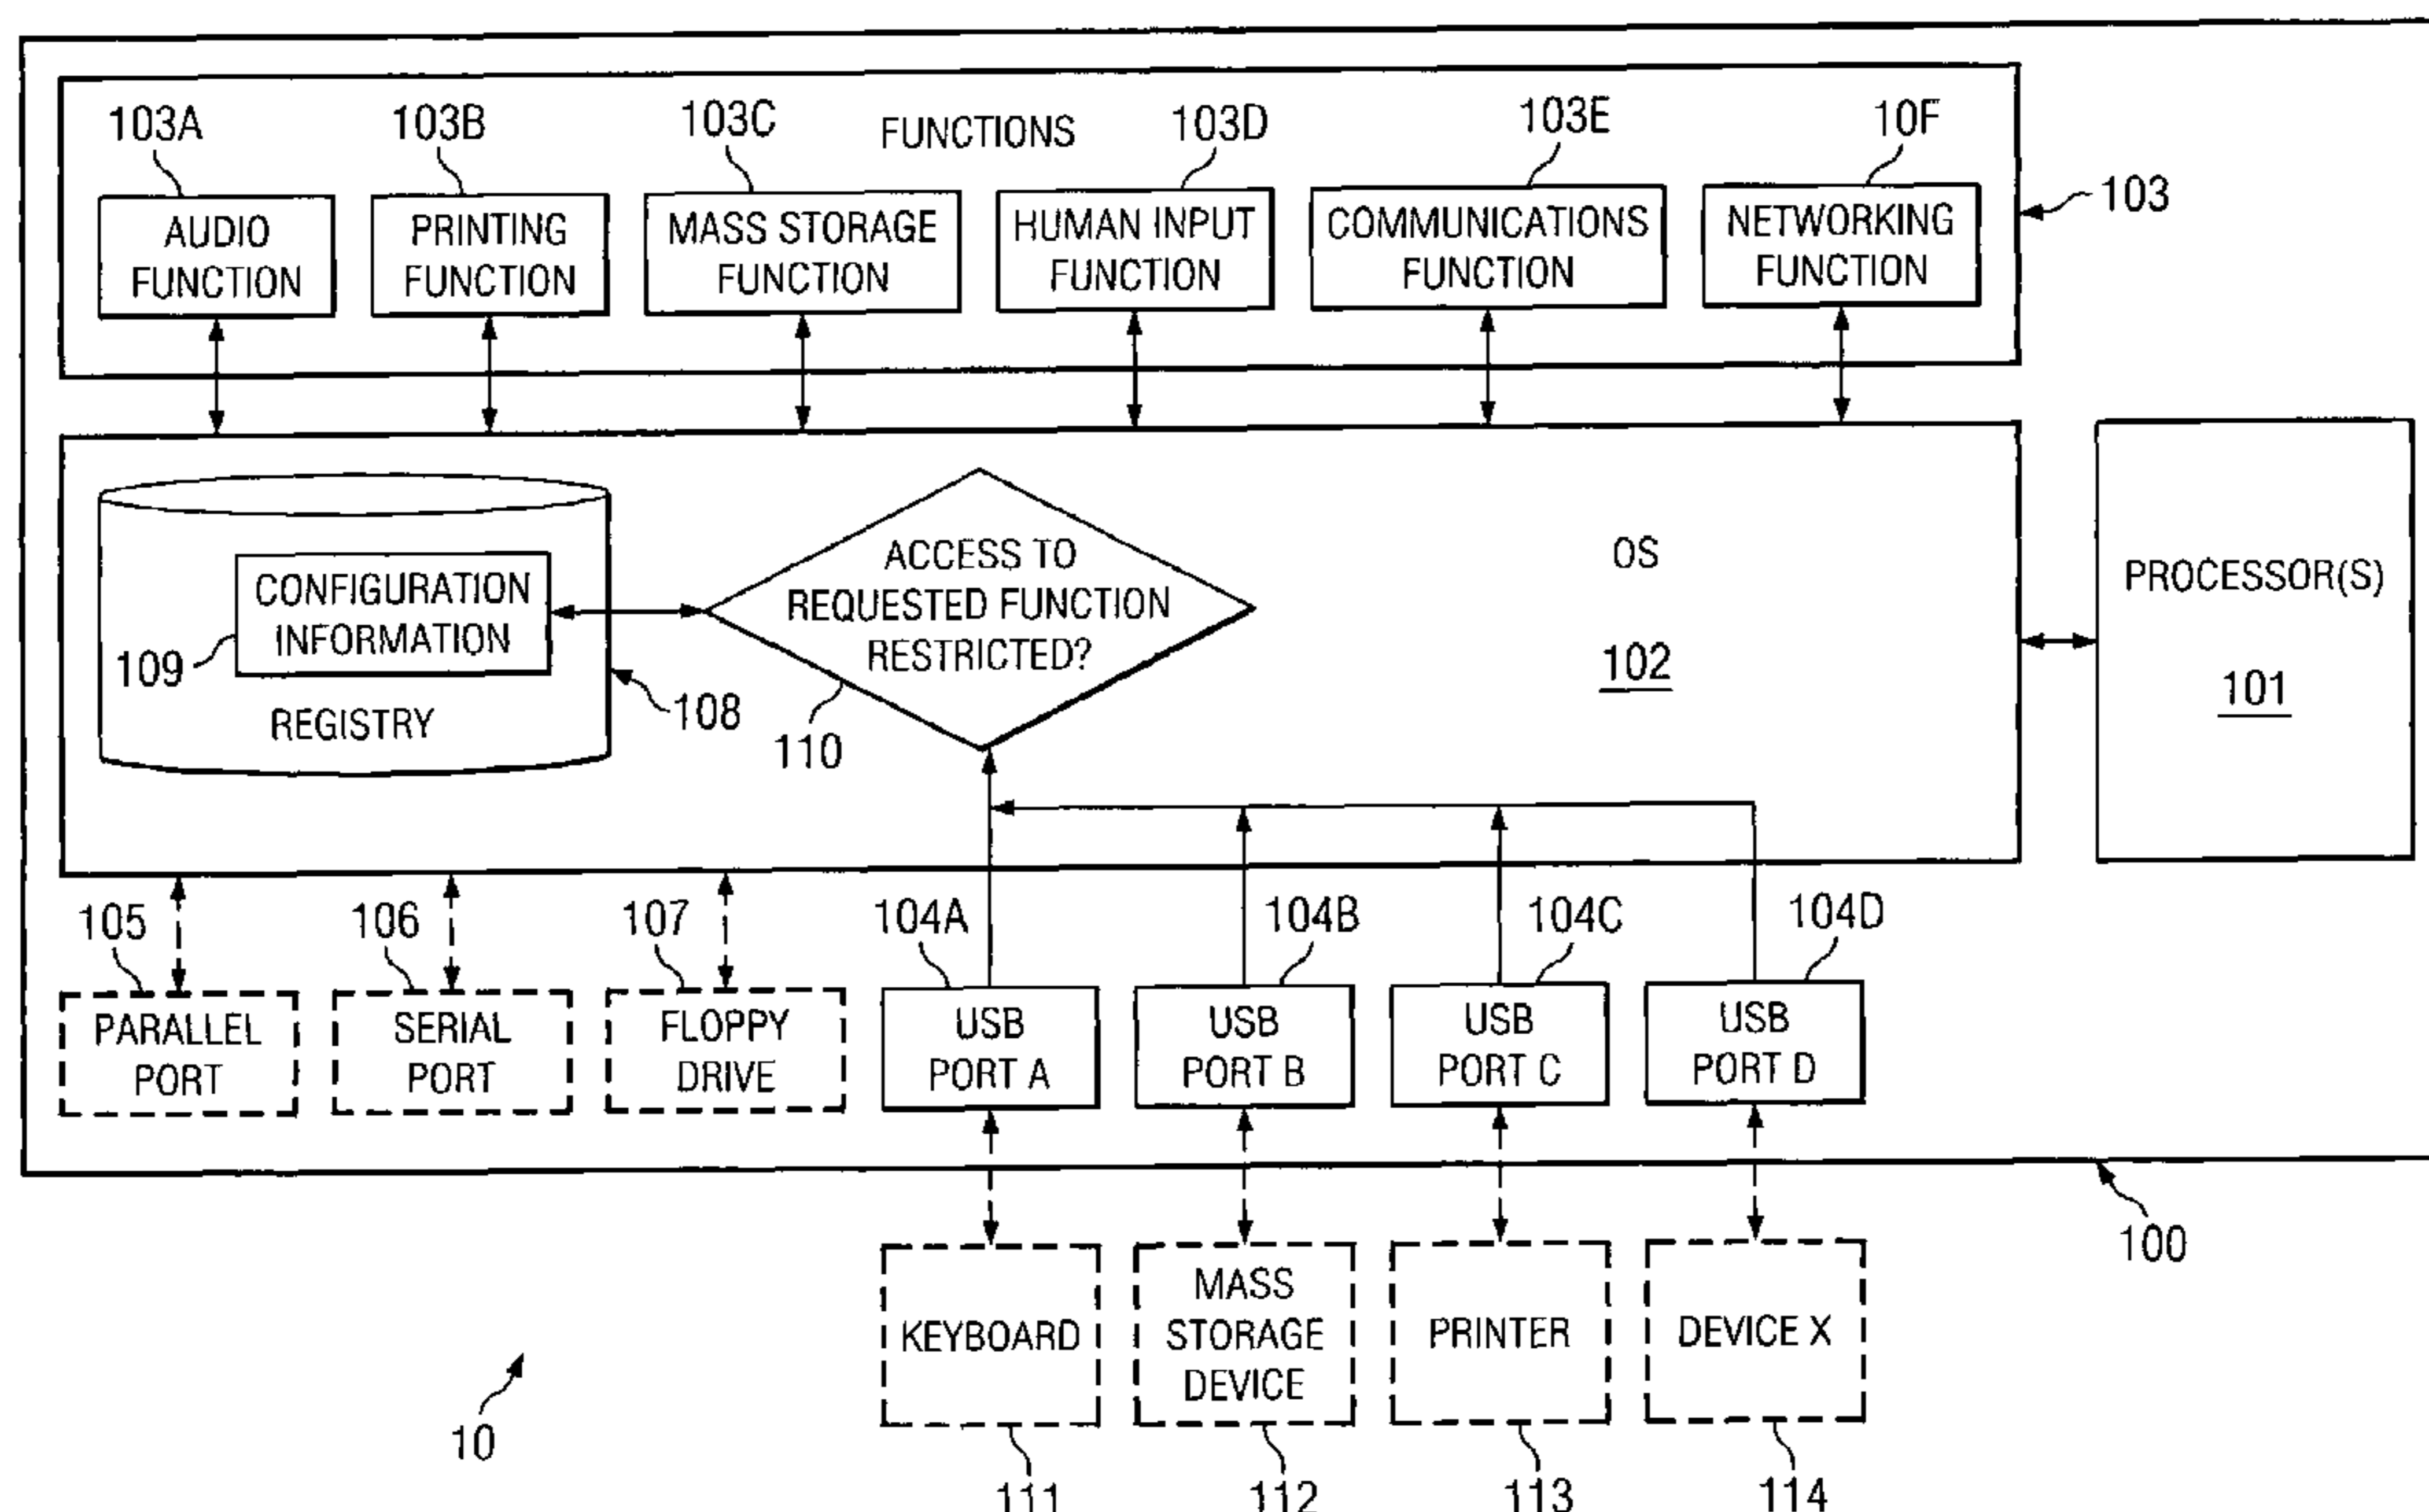 103A
103B
103C
FUNCTIONS
103D
103E
10F
AUDIO
FUNCTION
PRINTING
FUNCTION
MASS STORAGE
FUNCTION
HUMAN INPUT
FUNCTION
COMMUNICATIONS
FUNCTION
NETWORKING
FUNCTION
103
CONFIGURATION
INFORMATION
109
REGISTRY
108
ACCESS TO
REQUESTED FUNCTION
RESTRICTED?
110
OS
102
PROCESSOR(S)
101
105
106
107
104A
104B
104C
104D
PARALLEL
PORT
SERIAL
PORT
FLOPPY
DRIVE
USB
PORT A
USB
PORT B
USB
PORT C
USB
PORT D
100
KEYBOARD
MASS
STORAGE
DEVICE
PRINTER
DEVICE X
10
111
112
113
114